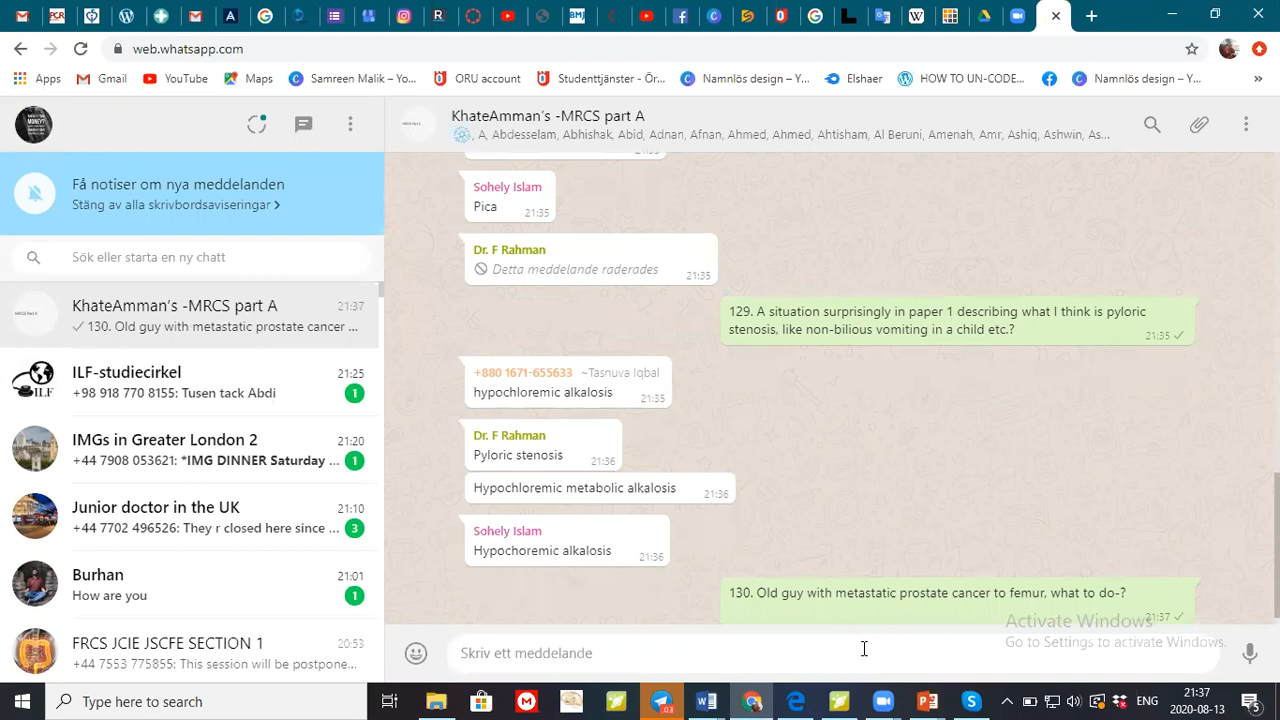 web.whatsapp.com
Apps
Gmail
YouTube
Maps
Samreen Malik – Yo...
ORU account
Studenttjänster - Ör...
Namnlös design – Y...
Elshaer
HOW TO UN-CODE...
Namnlös design – Y...
KhateAmman's -MRCS part A
A, Abdesselam, Abhishak, Abid, Adnan, Afnan, Ahmed, Ahmed, Ahtisham, Al Beruni, Amenah, Amr, Ashiq, Ashwin, As...
Få notiser om nya meddelanden
Stäng av alla skrivbordsaviseringar >
Sök eller starta en ny chatt
KhateAmman's -MRCS part A
21:37
130. Old guy with metastatic prostate cancer ...
ILF-studiecirkel
21:25
+98 918 770 8155: Tusen tack Abdi
1
IMGs in Greater London 2
21:20
+44 7908 053621: *IMG DINNER Saturday ...
1
Junior doctor in the UK
21:10
+44 7702 496526: They r closed here since ...
3
Burhan
21:01
How are you
1
FRCS JCIE JSCFE SECTION 1
20:53
+44 7553 775855: This session will be postpone...
21:35
Sohely Islam
Pica
21:35
Dr. F Rahman
Detta meddelande raderades
21:35
129. A situation surprisingly in paper 1 describing what I think is pyloric
stenosis, like non-bilious vomiting in a child etc.?
21:35
+880 1671-655633 ~Tasnuva Iqbal
hypochloremic alkalosis
21:35
Dr. F Rahman
Pyloric stenosis
21:36
Hypochloremic metabolic alkalosis
21:36
Sohely Islam
Hypochoremic alkalosis
21:36
130. Old guy with metastatic prostate cancer to femur, what to do-?
21:37
Activate Windows
Go to Settings to activate Windows.
Skriv ett meddelande
Type here to search
ENG
21:37
2020-08-13